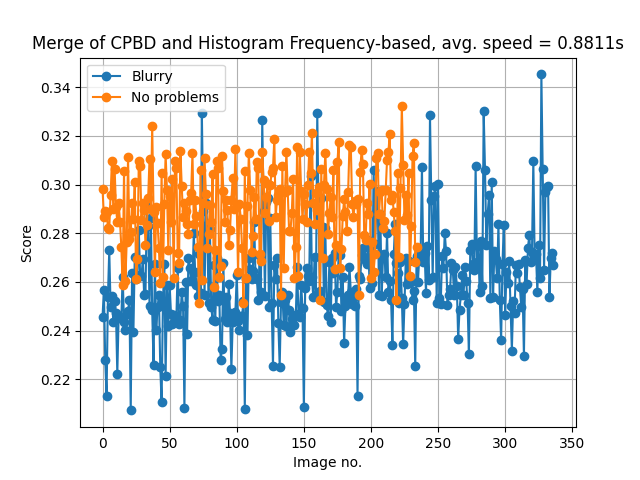 Merge of CPBD and Histogram Frequency-based, avg. speed = 0.8811s
Blurry
No problems
0.34
0.32
0.30
0.28
0.26
0.24
0.22
Score
0 50 100 150 200 250 300 350
Image no.